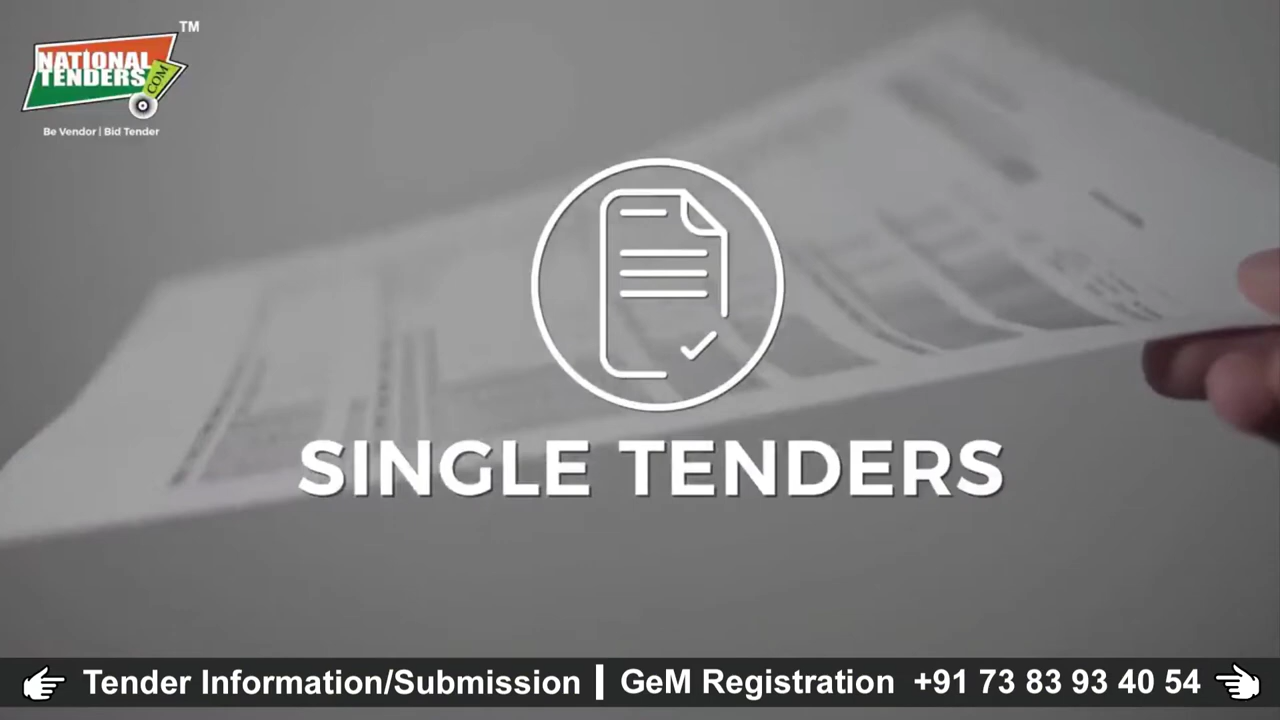 TM
NATIONAL
TENDERS
.COM
Be Vendor | Bid Tender
SINGLE TENDERS
Tender Information/Submission | GeM Registration +91 73 83 93 40 54